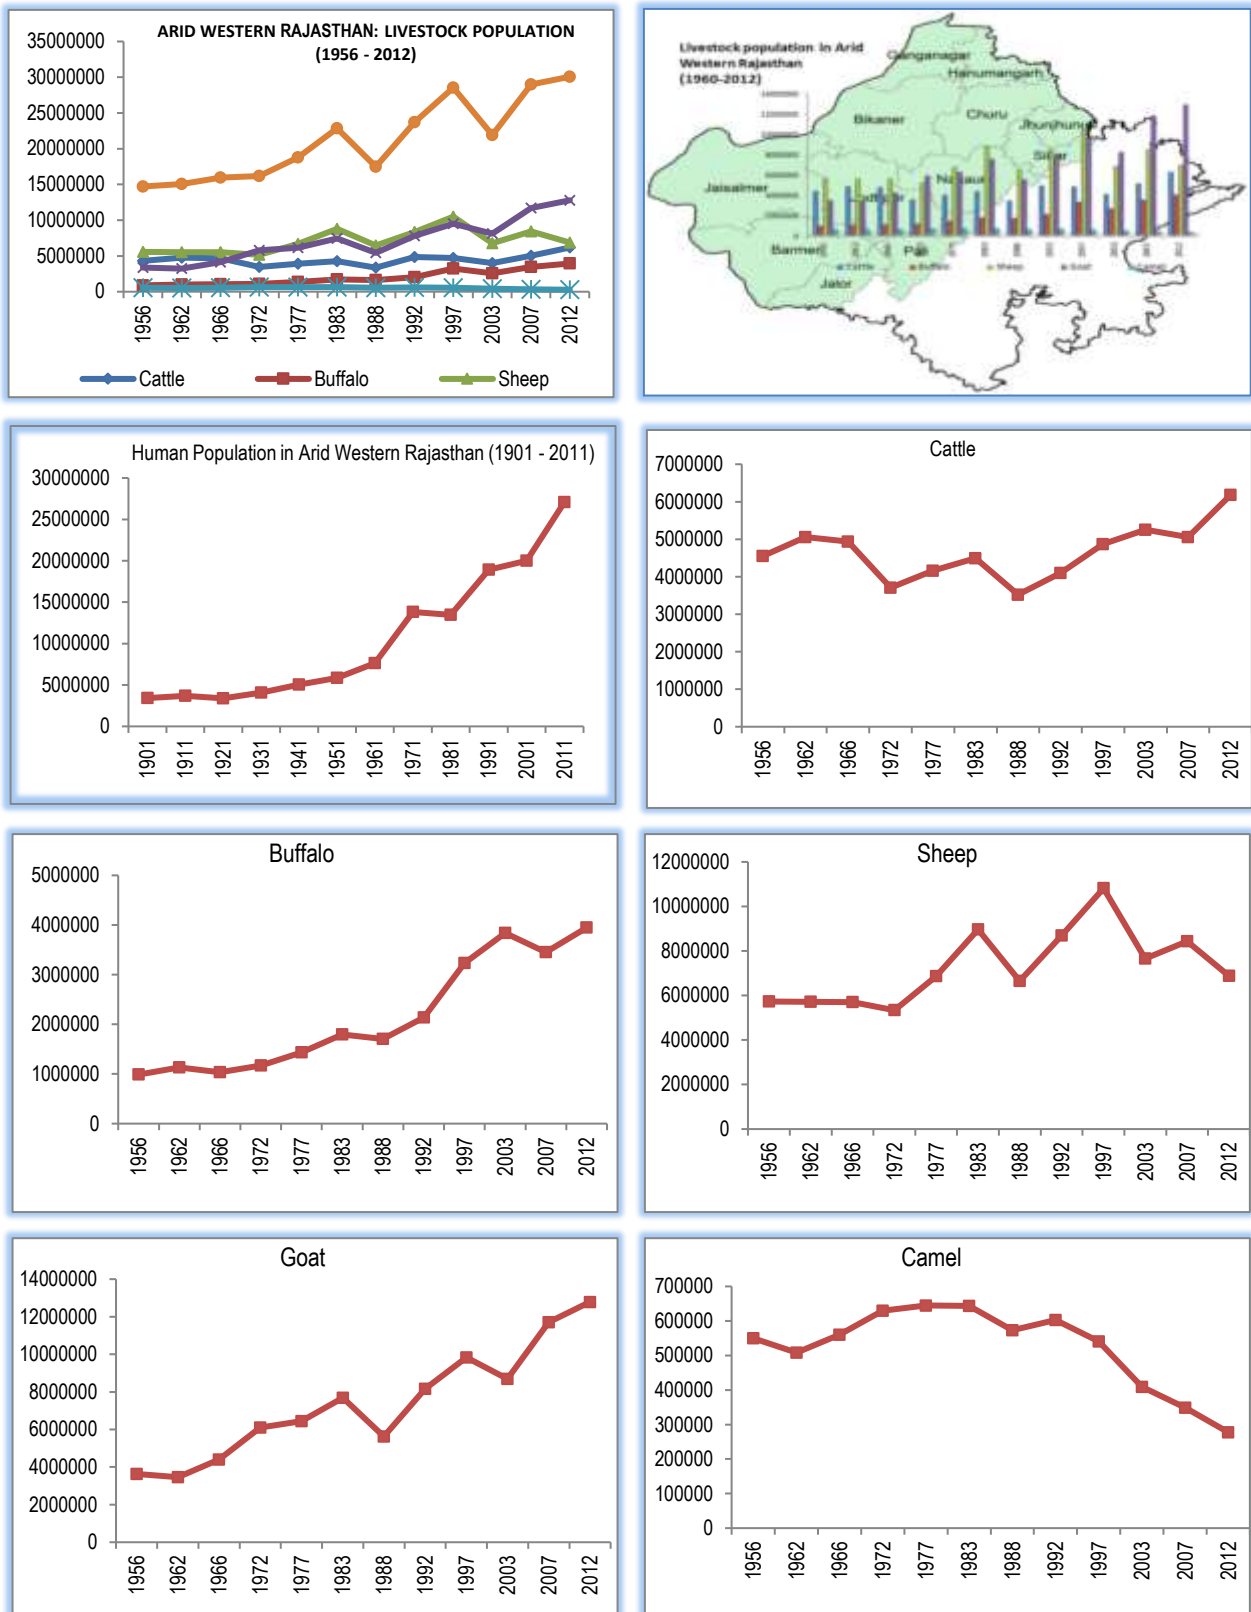 ARID WESTERN RAJASTHAN: LIVESTOCK POPULATION
(1956 - 2012)
35000000
30000000
25000000
20000000
15000000
10000000
5000000
0
1956 1962 1966 1972 1977 1983 1988 1992 1997 2003 2007 2012
Cattle Buffalo Sheep
Livestock population in Arid
Western Rajasthan
(1960-2012)
Ganganagar
Hanumangarh
Bikaner
Churu
Jaisalmer
Barmer
Pali
Jalor
Human Population in Arid Western Rajasthan (1901 - 2011)
30000000
25000000
20000000
15000000
10000000
5000000
0
1901 1911 1921 1931 1941 1951 1961 1971 1981 1991 2001 2011
Cattle
7000000
6000000
5000000
4000000
3000000
2000000
1000000
0
1956 1962 1966 1972 1977 1983 1988 1992 1997 2003 2007 2012
Buffalo
5000000
4000000
3000000
2000000
1000000
0
1956 1962 1966 1972 1977 1983 1988 1992 1997 2003 2007 2012
Sheep
12000000
10000000
8000000
6000000
4000000
2000000
0
1956 1962 1966 1972 1977 1983 1988 1992 1997 2003 2007 2012
Goat
14000000
12000000
10000000
8000000
6000000
4000000
2000000
0
1956 1962 1966 1972 1977 1983 1988 1992 1997 2003 2007 2012
Camel
700000
600000
500000
400000
300000
200000
100000
0
1956 1962 1966 1972 1977 1983 1988 1992 1997 2003 2007 2012